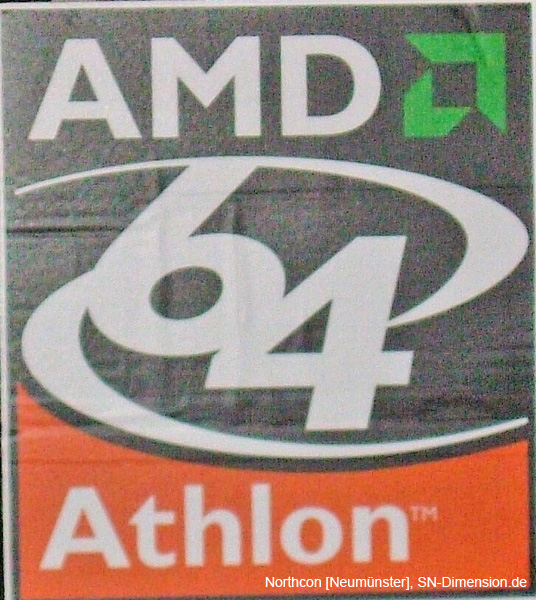 AMD
64
Athlon™
Northcon [Neumünster], SN-Dimension.de